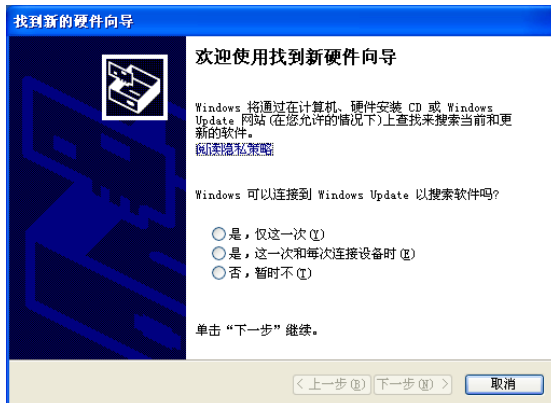 找到新的硬件向导
欢迎使用找到新硬件向导
Windows 将通过在计算机、硬件安装 CD 或 Windows
Update 网站(在您允许的情况下)上查找来搜索当前和更
新的软件。
阅读隐私策略
Windows 可以连接到 Windows Update 以搜索软件吗?
是，仅这一次(Y)
是，这一次和每次连接设备时(E)
否，暂时不(T)
单击“下一步”继续。
< 上一步(B) 下一步(N) > 取消